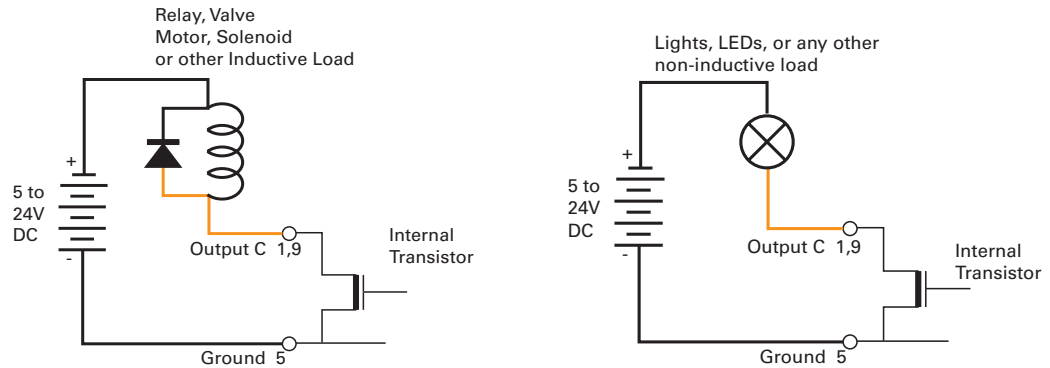 Relay, Valve
Motor, Solenoid
or other Inductive Load
+
5 to
24V
DC
-
Output C 1,9
Internal
Transistor
Ground 5
Lights, LEDs, or any other
non-inductive load
+
5 to
24V
DC
-
Output C 1,9
Internal
Transistor
Ground 5